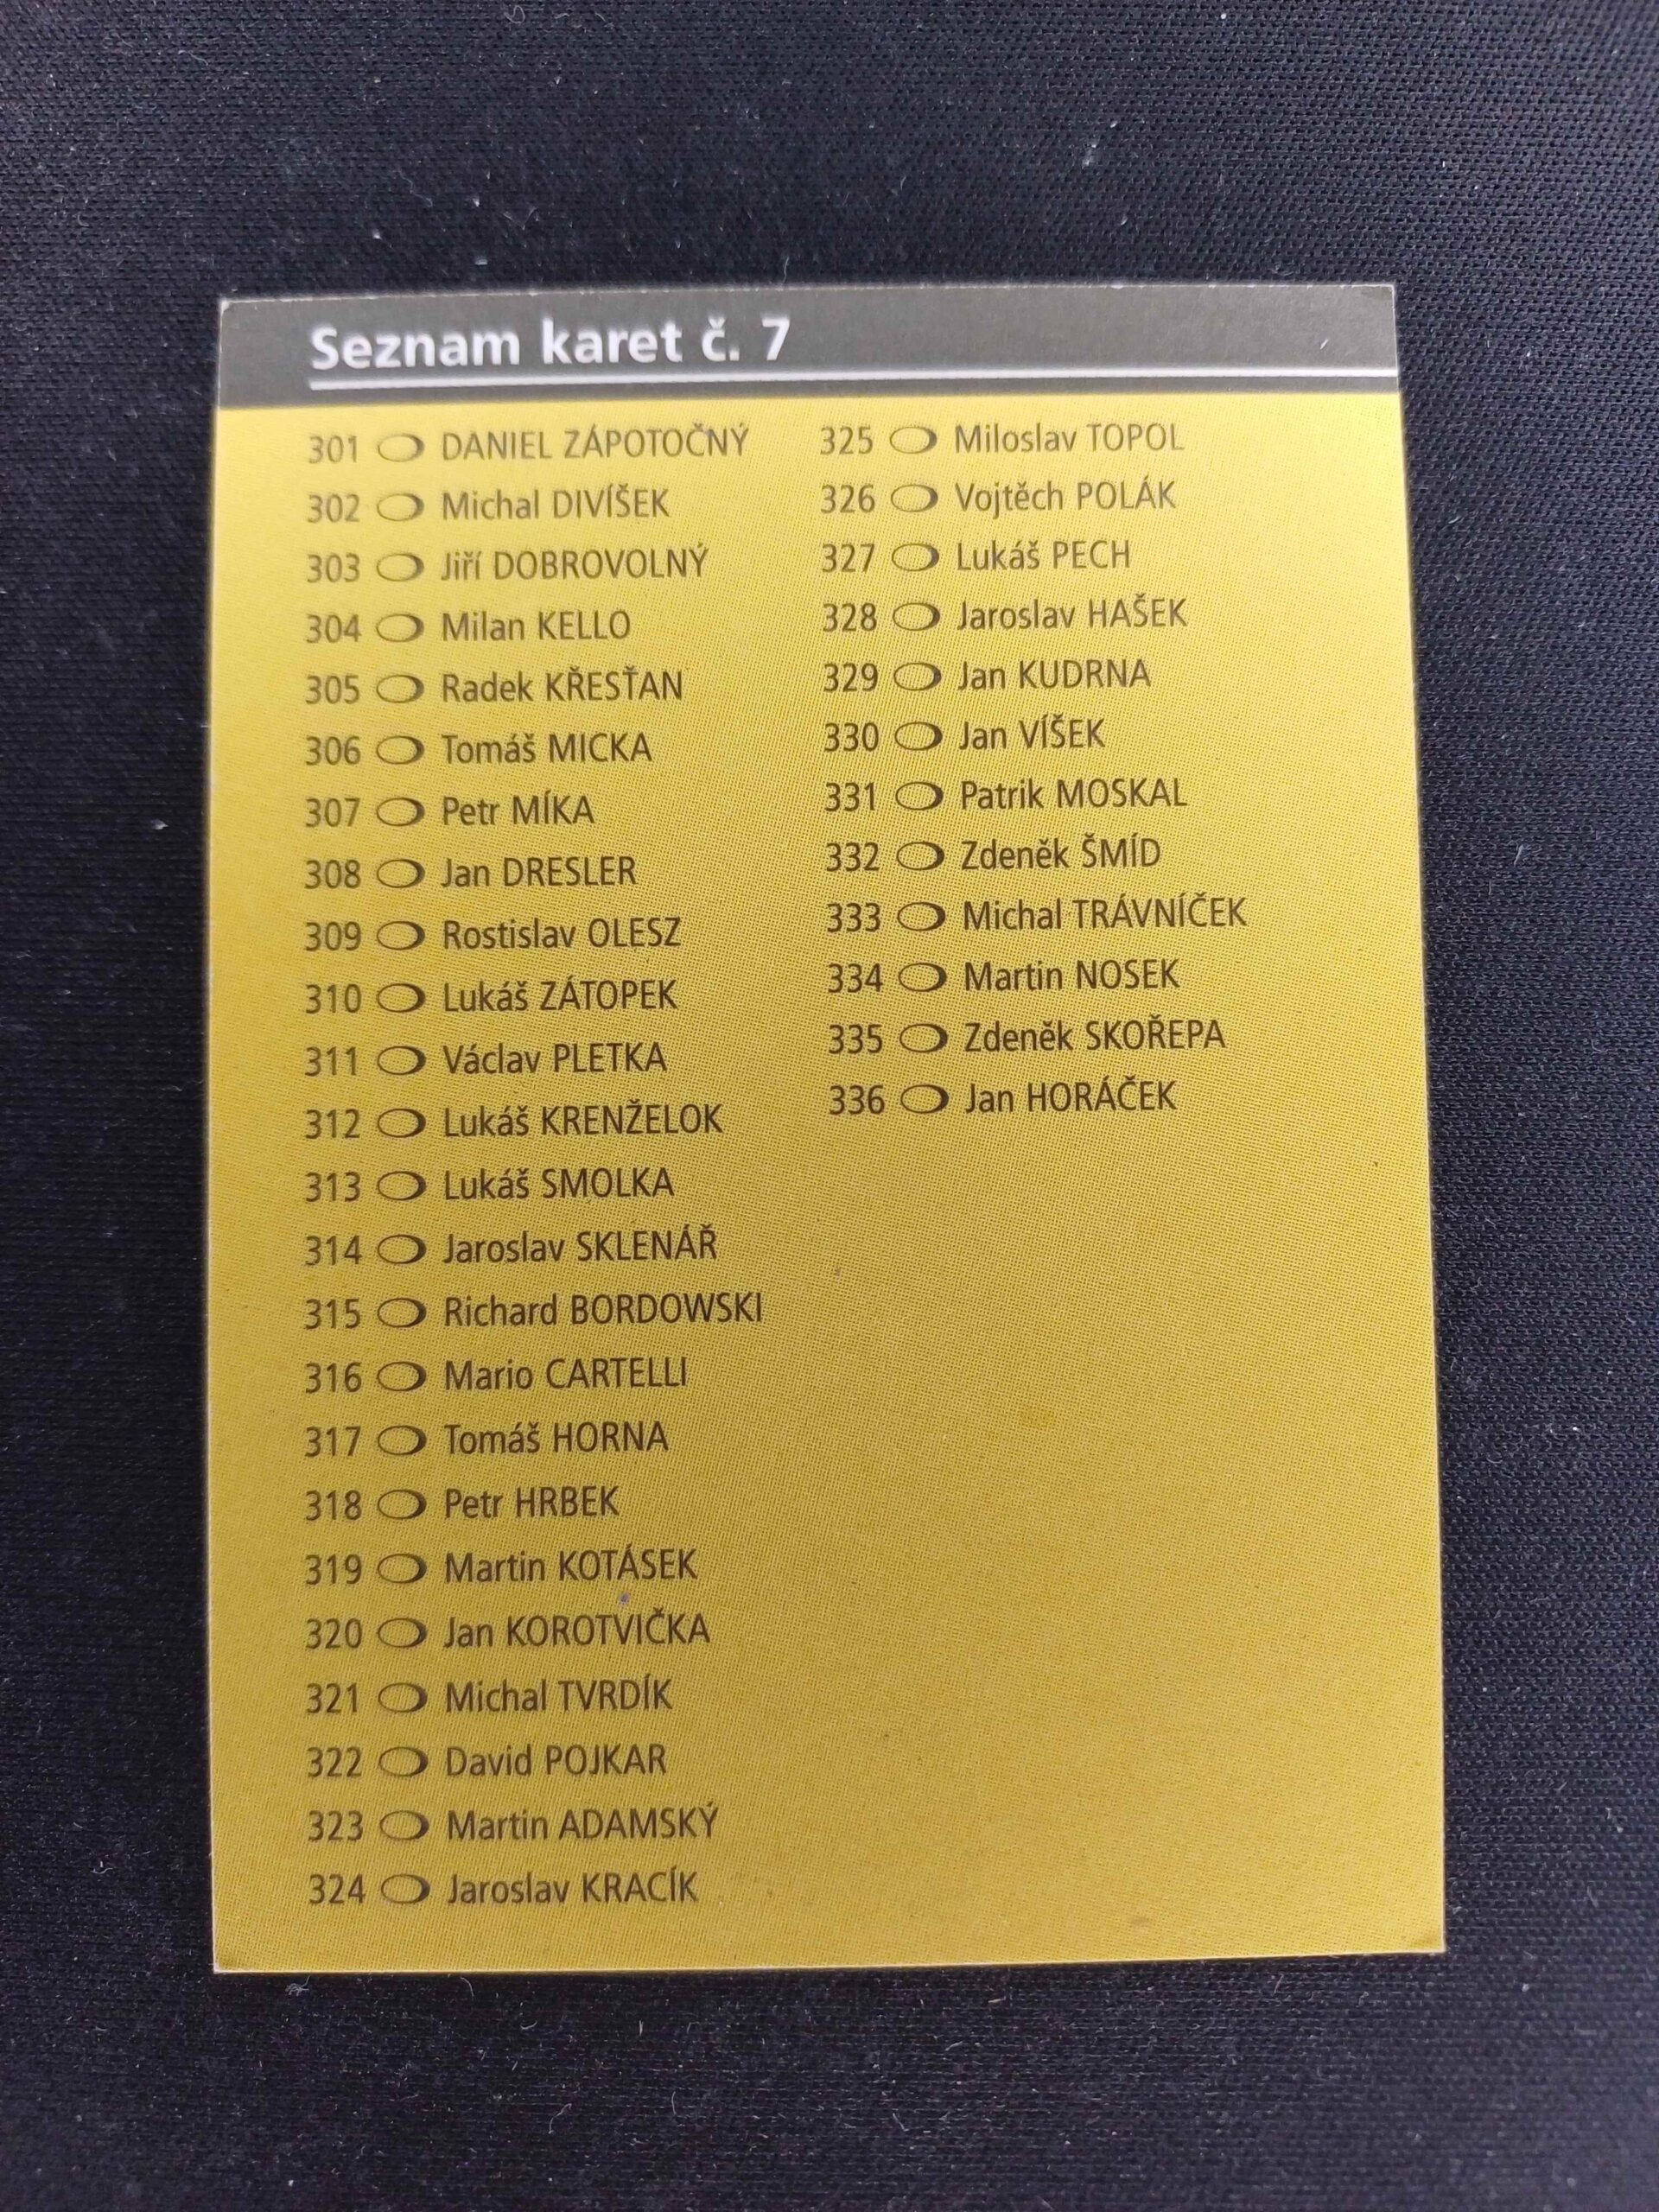 Seznam karet č. 7
301 DANIEL ZÁPOTOČNÝ
302 Michal DIVÍŠEK
303 Jiří DOBROVOLNÝ
304 Milan KELLO
305 Radek KŘESŤAN
306 Tomáš MICKA
307 Petr MÍKA
308 Jan DRESLER
309 Rostislav OLESZ
310 Lukáš ZÁTOPEK
311 Václav PLETKA
312 Lukáš KRENŽELOK
313 Lukáš SMOLKA
314 Jaroslav SKLENÁŘ
315 Richard BORDOWSKI
316 Mario CARTELLI
317 Tomáš HORNA
318 Petr HRBEK
319 Martin KOTÁSEK
320 Jan KOROTVIČKA
321 Michal TVRDÍK
322 David POJKAR
323 Martin ADAMSKÝ
324 Jaroslav KRACÍK
325 Miloslav TOPOL
326 Vojtěch POLÁK
327 Lukáš PECH
328 Jaroslav HAŠEK
329 Jan KUDRNA
330 Jan VÍŠEK
331 Patrik MOSKAL
332 Zdeněk ŠMÍD
333 Michal TRÁVNÍČEK
334 Martin NOSEK
335 Zdeněk SKOŘEPA
336 Jan HORÁČEK